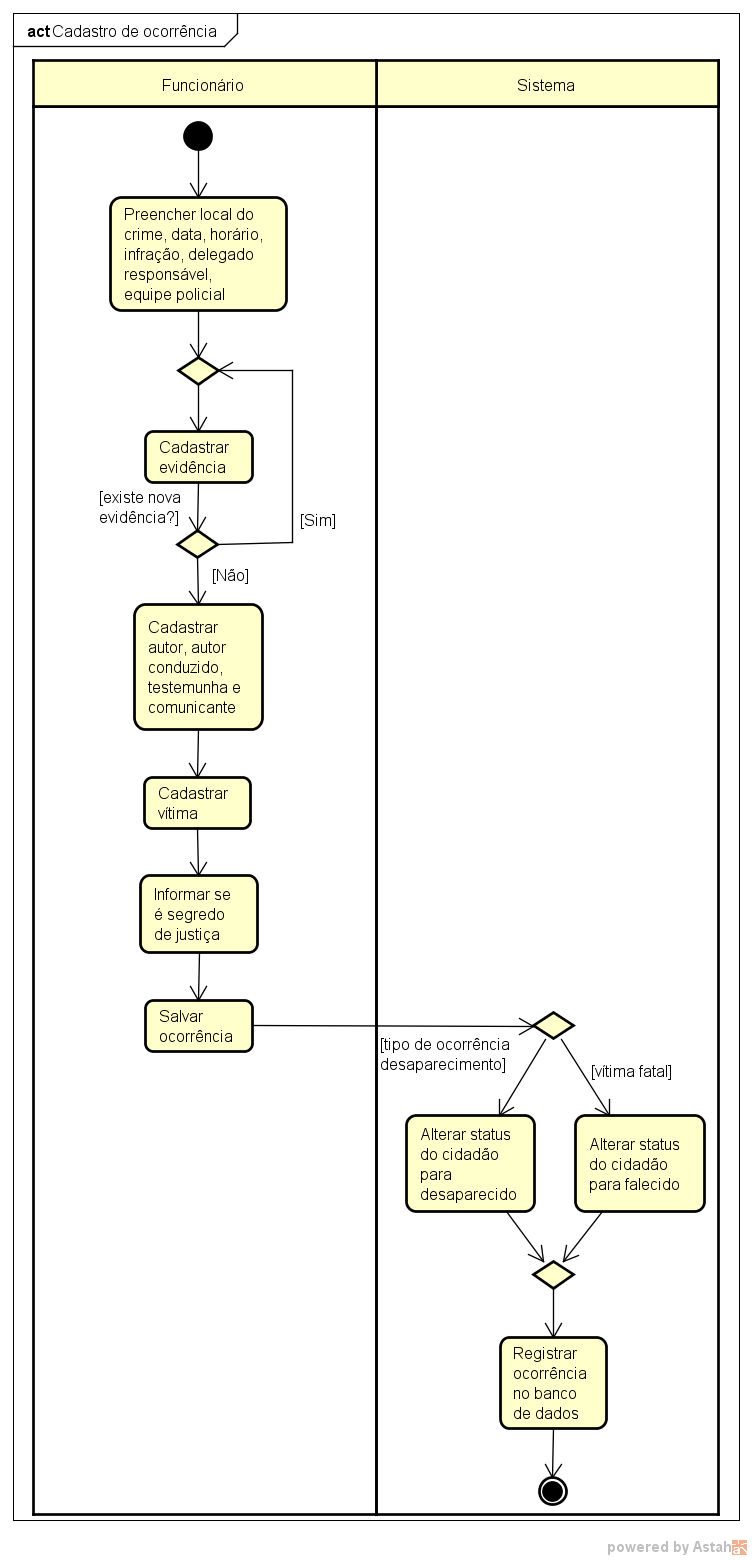 act Cadastro de ocorrência
Funcionário
Sistema
Preencher local do
crime, data, horário,
infração, delegado
responsável,
equipe policial
Cadastrar
evidência
[existe nova
evidência?]
[Sim]
[Não]
Cadastrar
autor, autor
conduzido,
testemunha e
comunicante
Cadastrar
vítima
Informar se
é segredo
de justiça
Salvar
ocorrência
[tipo de ocorrência
desaparecimento]
[vítima fatal]
Alterar status
do cidadão
para
desaparecido
Alterar status
do cidadão
para falecido
Registrar
ocorrência
no banco
de dados
powered by Astah